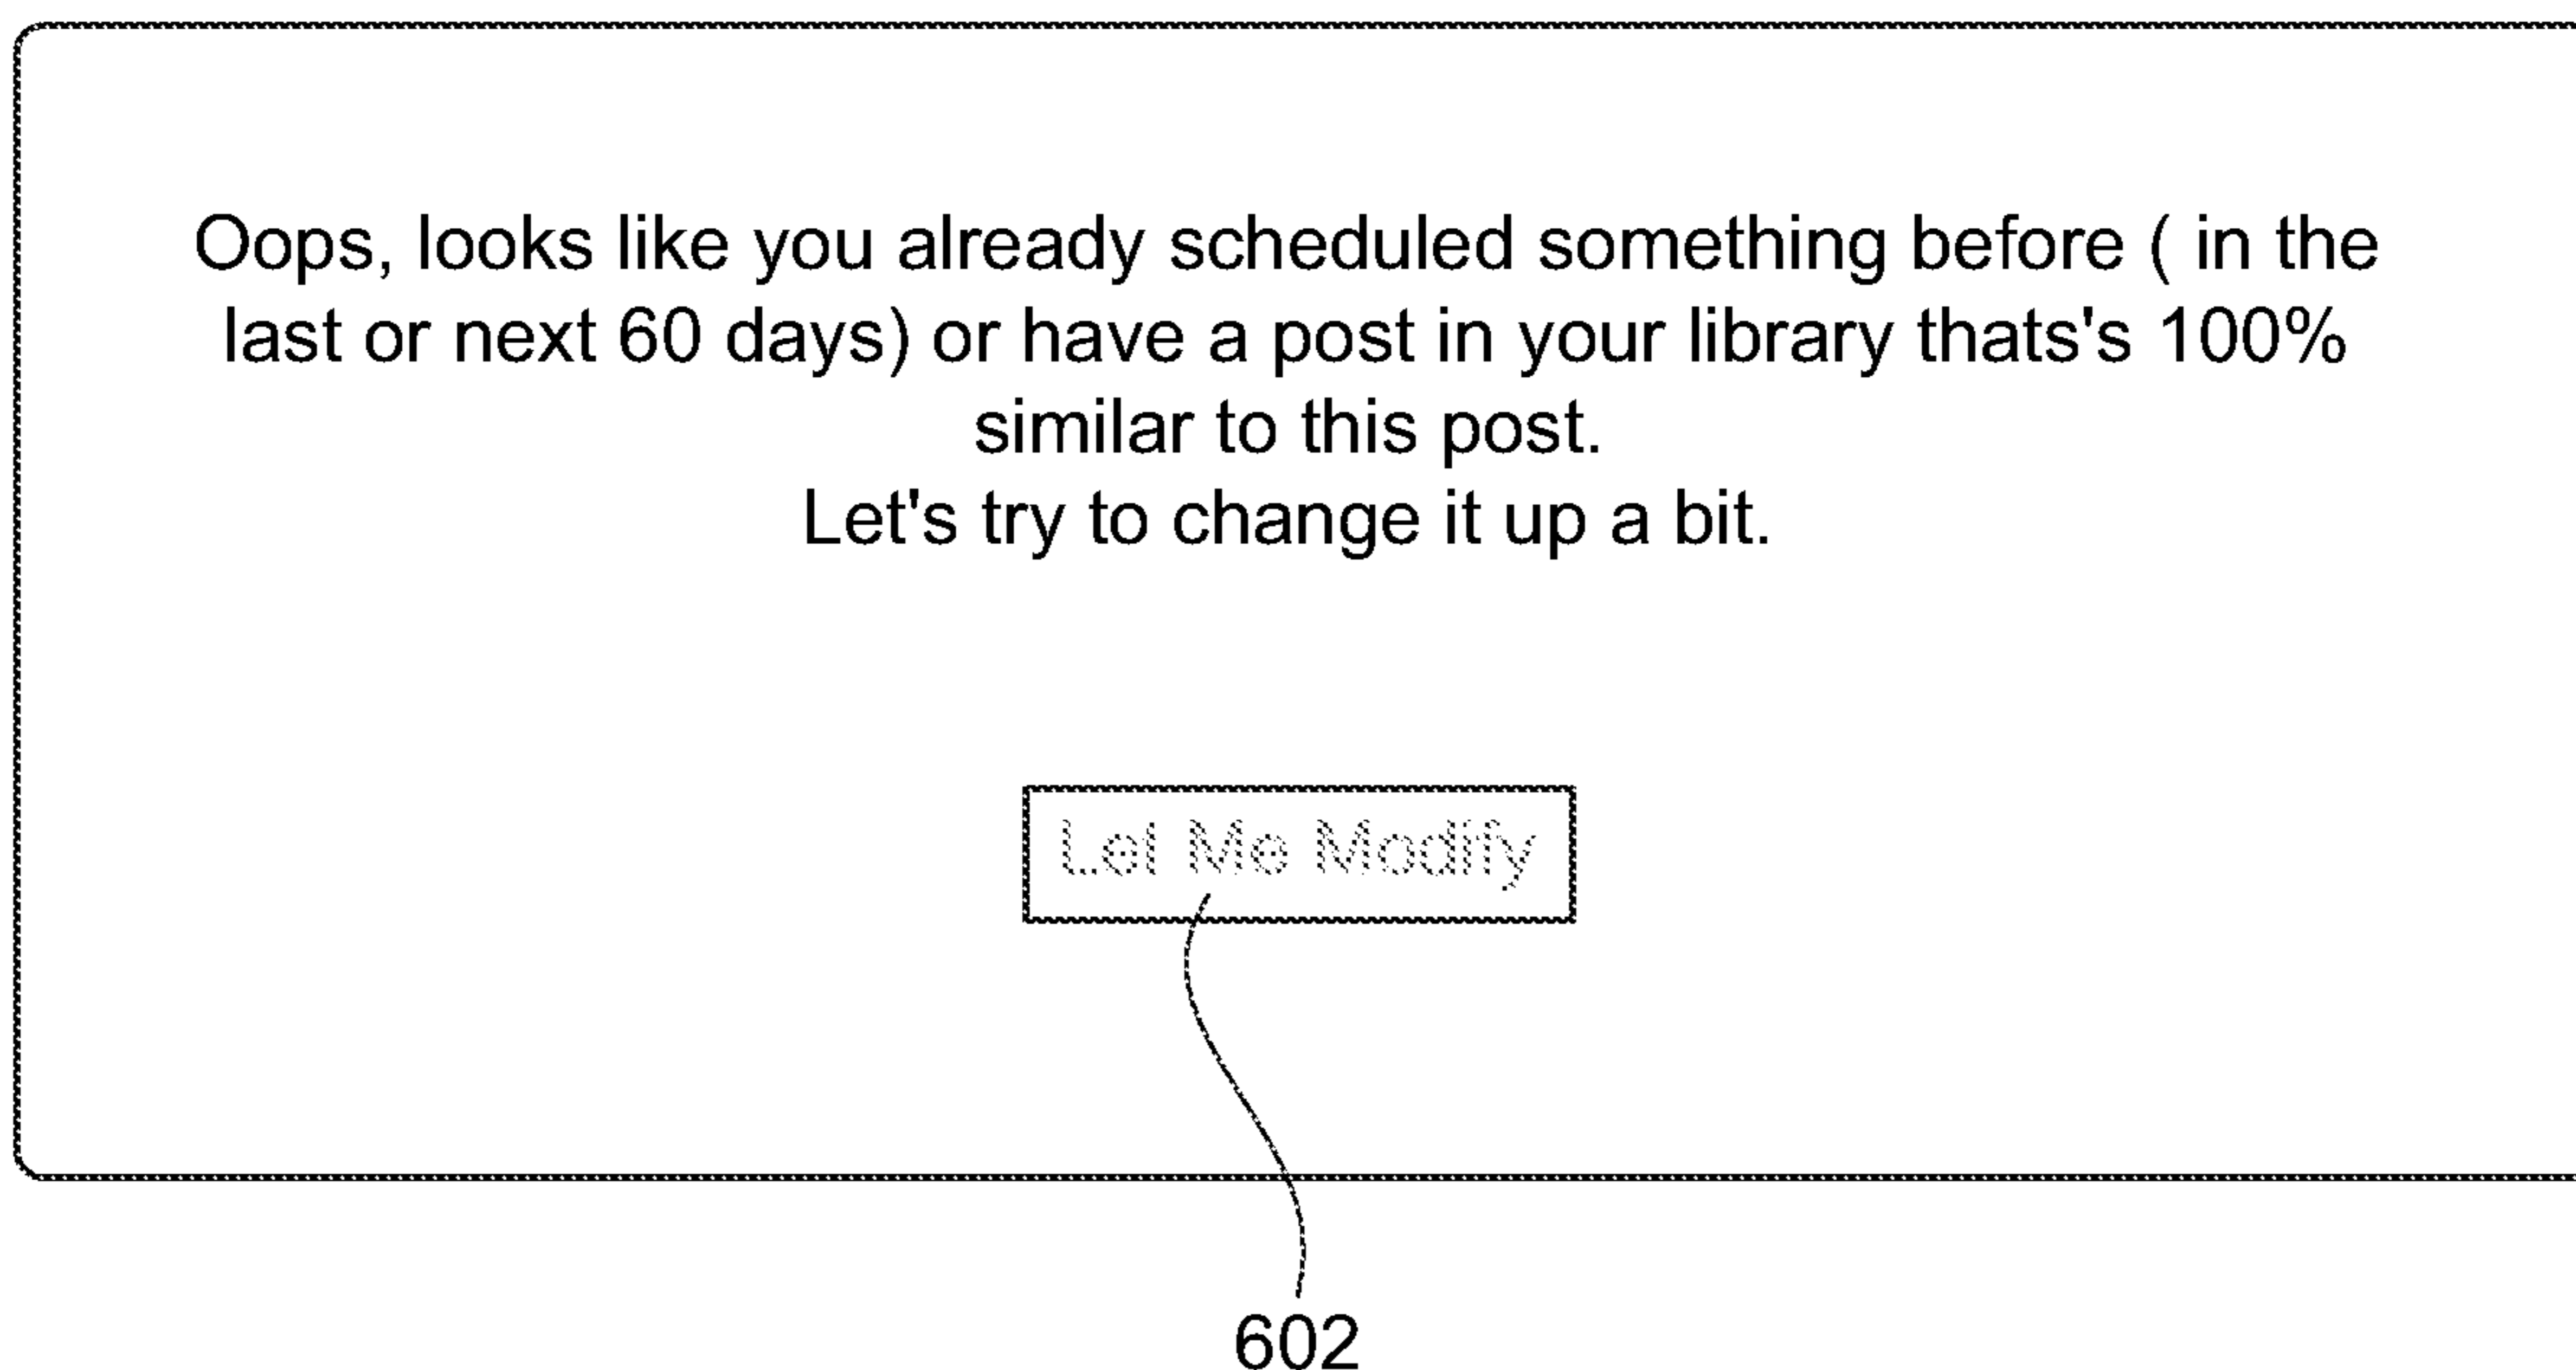 Oops, looks like you already scheduled something before ( in the
last or next 60 days) or have a post in your library thats's 100%
similar to this post.
Let's try to change it up a bit.
Let Me Modify
602